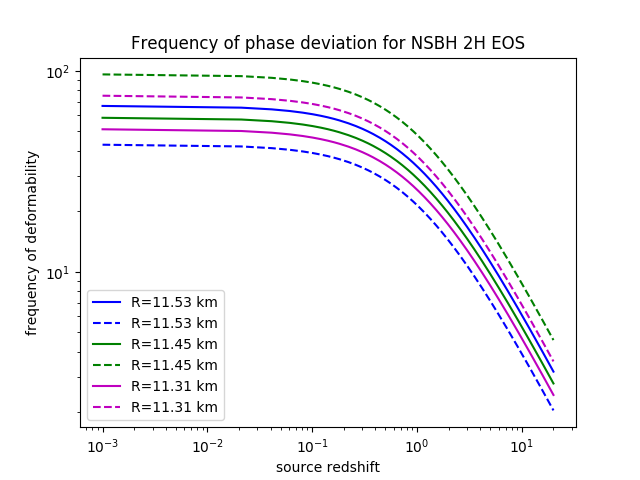 Frequency of phase deviation for NSBH 2H EOS
frequency of deformability
10²
10¹
R=11.53 km
R=11.53 km
R=11.45 km
R=11.45 km
R=11.31 km
R=11.31 km
10⁻³ 10⁻² 10⁻¹ 10⁰ 10¹
source redshift